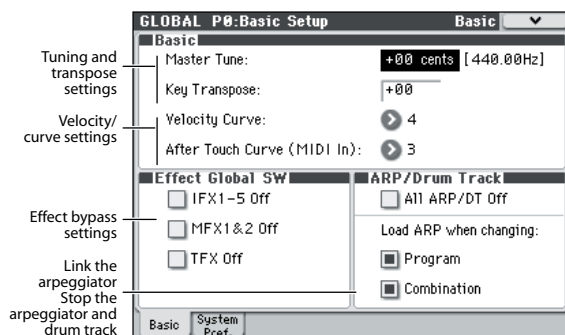 GLOBAL P0:Basic Setup Basic
Basic
Tuning and
transpose
settings
Master Tune: +00 cents [440.00Hz]
Key Transpose: +00
Velocity/
curve settings
Velocity Curve: 4
After Touch Curve (MIDI In): 3
Effect Global SW
IFX1-5 Off
MFX1&2 Off
TFX Off
Effect bypass
settings
ARP/Drum Track
All ARP/DT Off
Load ARP when changing:
Program
Combination
Link the
arpeggiator
Stop the
arpeggiator and
drum track
Basic
System
Pref.